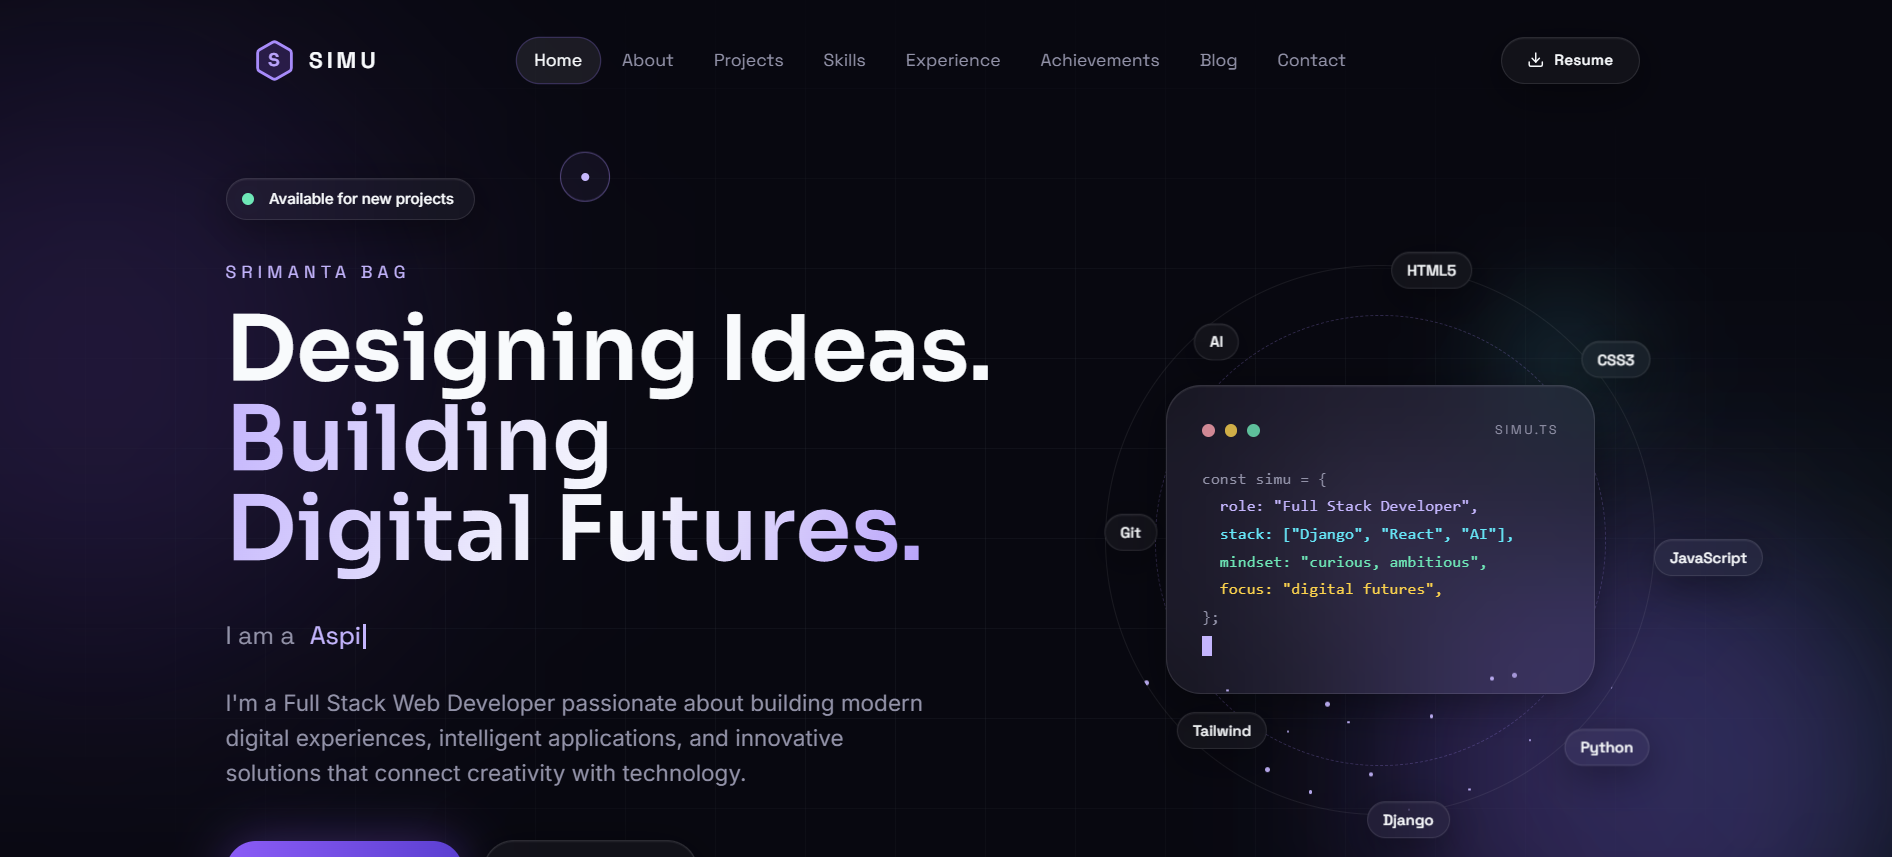 S SIMU
Home About Projects Skills Experience Achievements Blog Contact
Resume
Available for new projects
SRIMANTA BAG
Designing Ideas.
Building
Digital Futures.
I am a Aspi
I'm a Full Stack Web Developer passionate about building modern
digital experiences, intelligent applications, and innovative
solutions that connect creativity with technology.
HTML5
AI
CSS3
SIMU.TS
const simu = {
role: "Full Stack Developer",
stack: ["Django", "React", "AI"],
mindset: "curious, ambitious",
focus: "digital futures",
};
Git
JavaScript
Tailwind
Python
Django